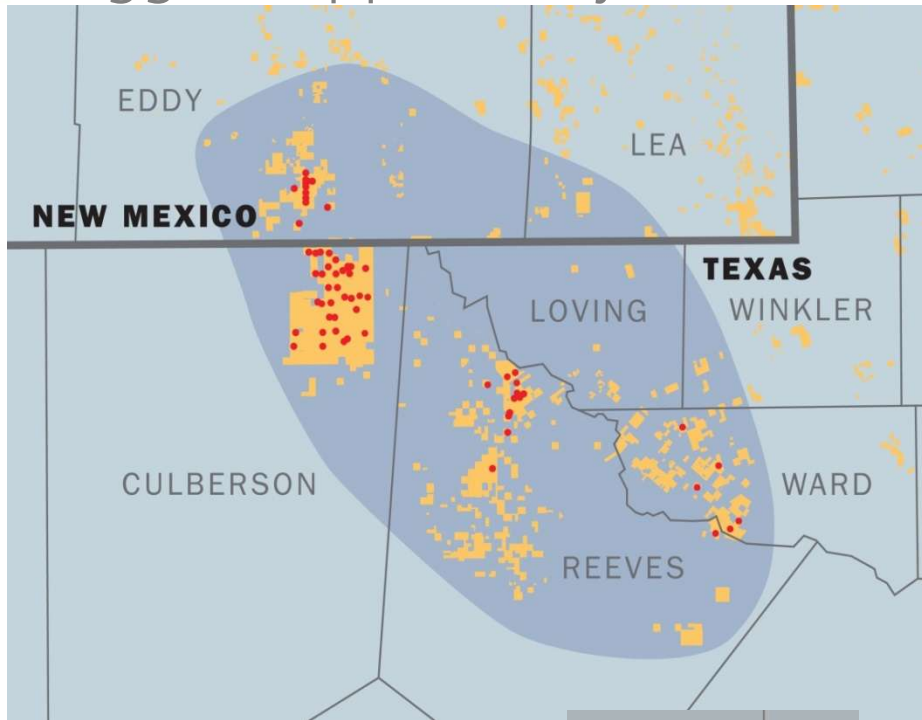 EDDY
LEA
NEW MEXICO
TEXAS
LOVING
WINKLER
CULBERSON
WARD
REEVES